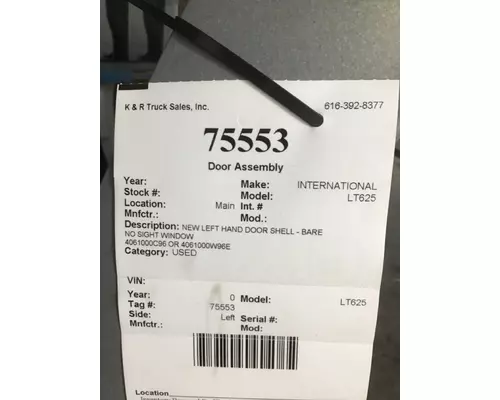 K & R Truck Sales, Inc. 616-392-8377
75553
Door Assembly
Year: Make: INTERNATIONAL
Stock #: Model: LT625
Location: Main Int. #
Mnfctr.: Mod.:
Description: NEW LEFT HAND DOOR SHELL - BARE
NO SIGHT WINDOW
4061000C96 OR 4061000W96E
Category: USED
VIN:
Year: 0 Model: LT625
Tag #: 75553
Side: Left Serial #:
Mnfctr.: Mod:
Location